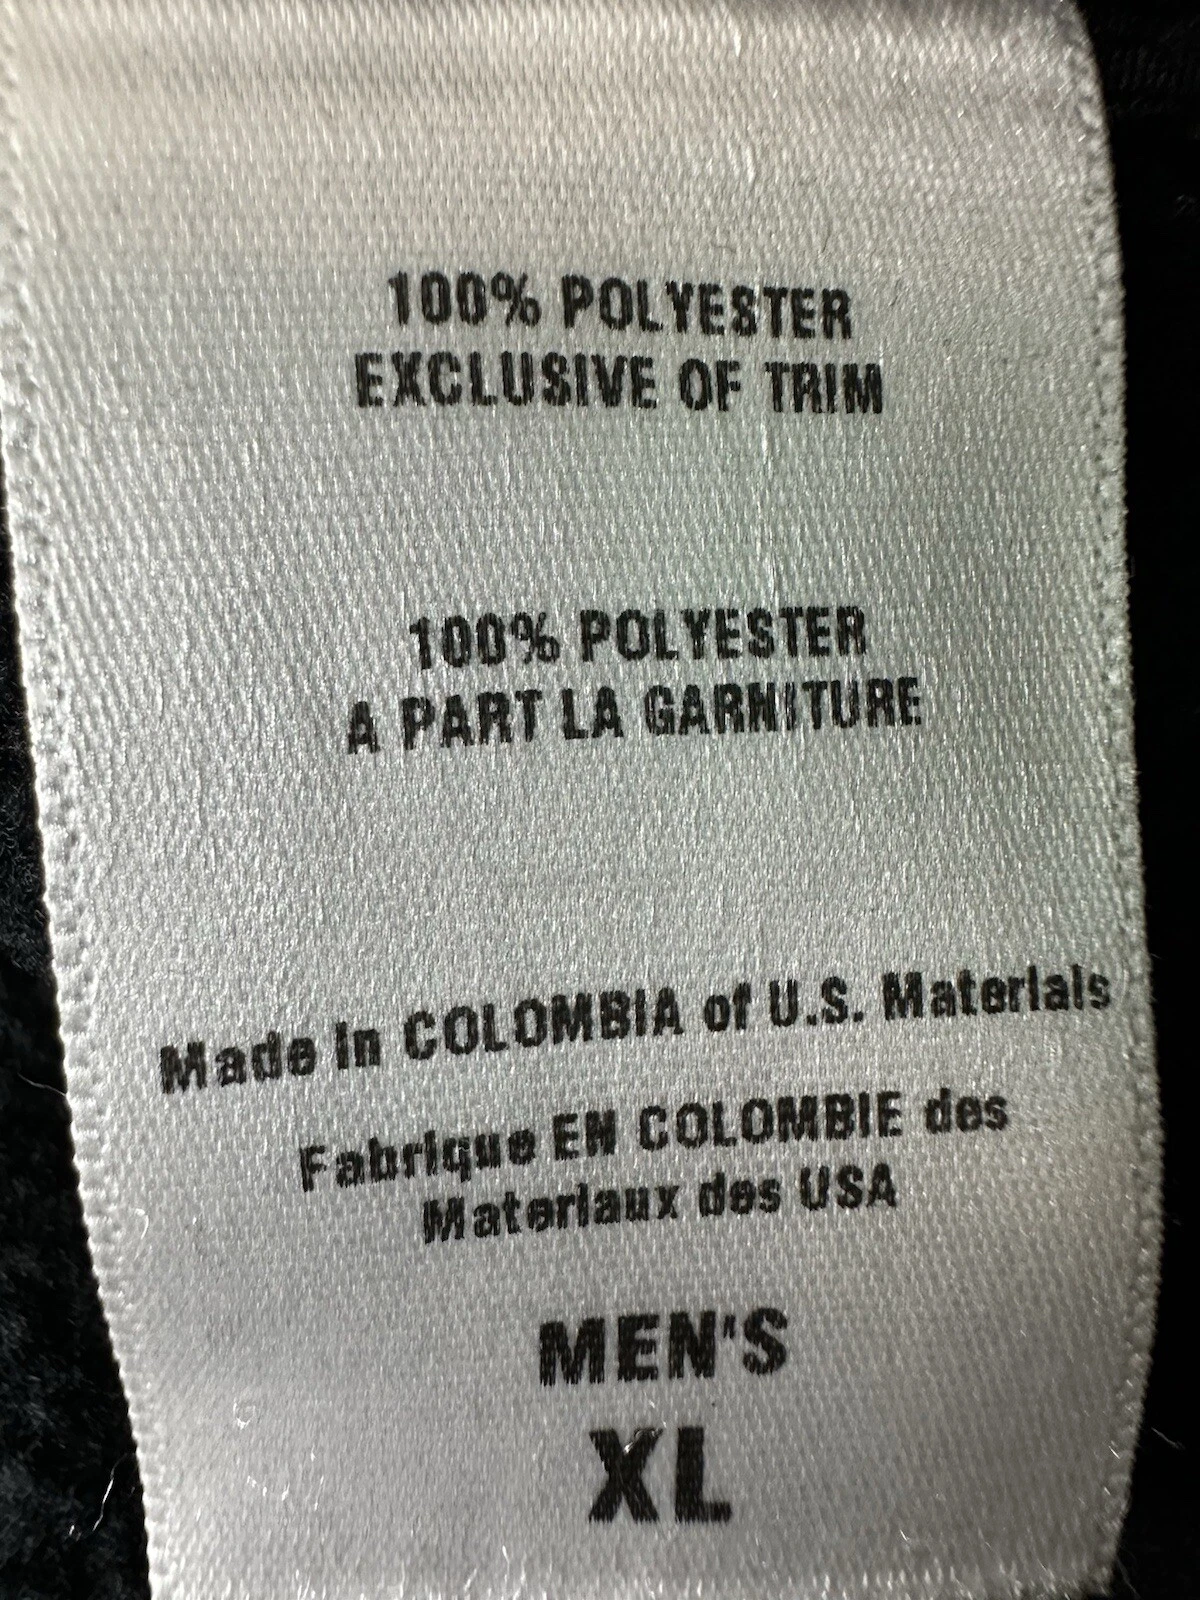 100% POLYESTER
EXCLUSIVE OF TRIM
100% POLYESTER
A PART LA GARNITURE
Made in COLOMBIA of U.S. Materials
Fabrique EN COLOMBIE des
Materiaux des USA
MEN'S
XL